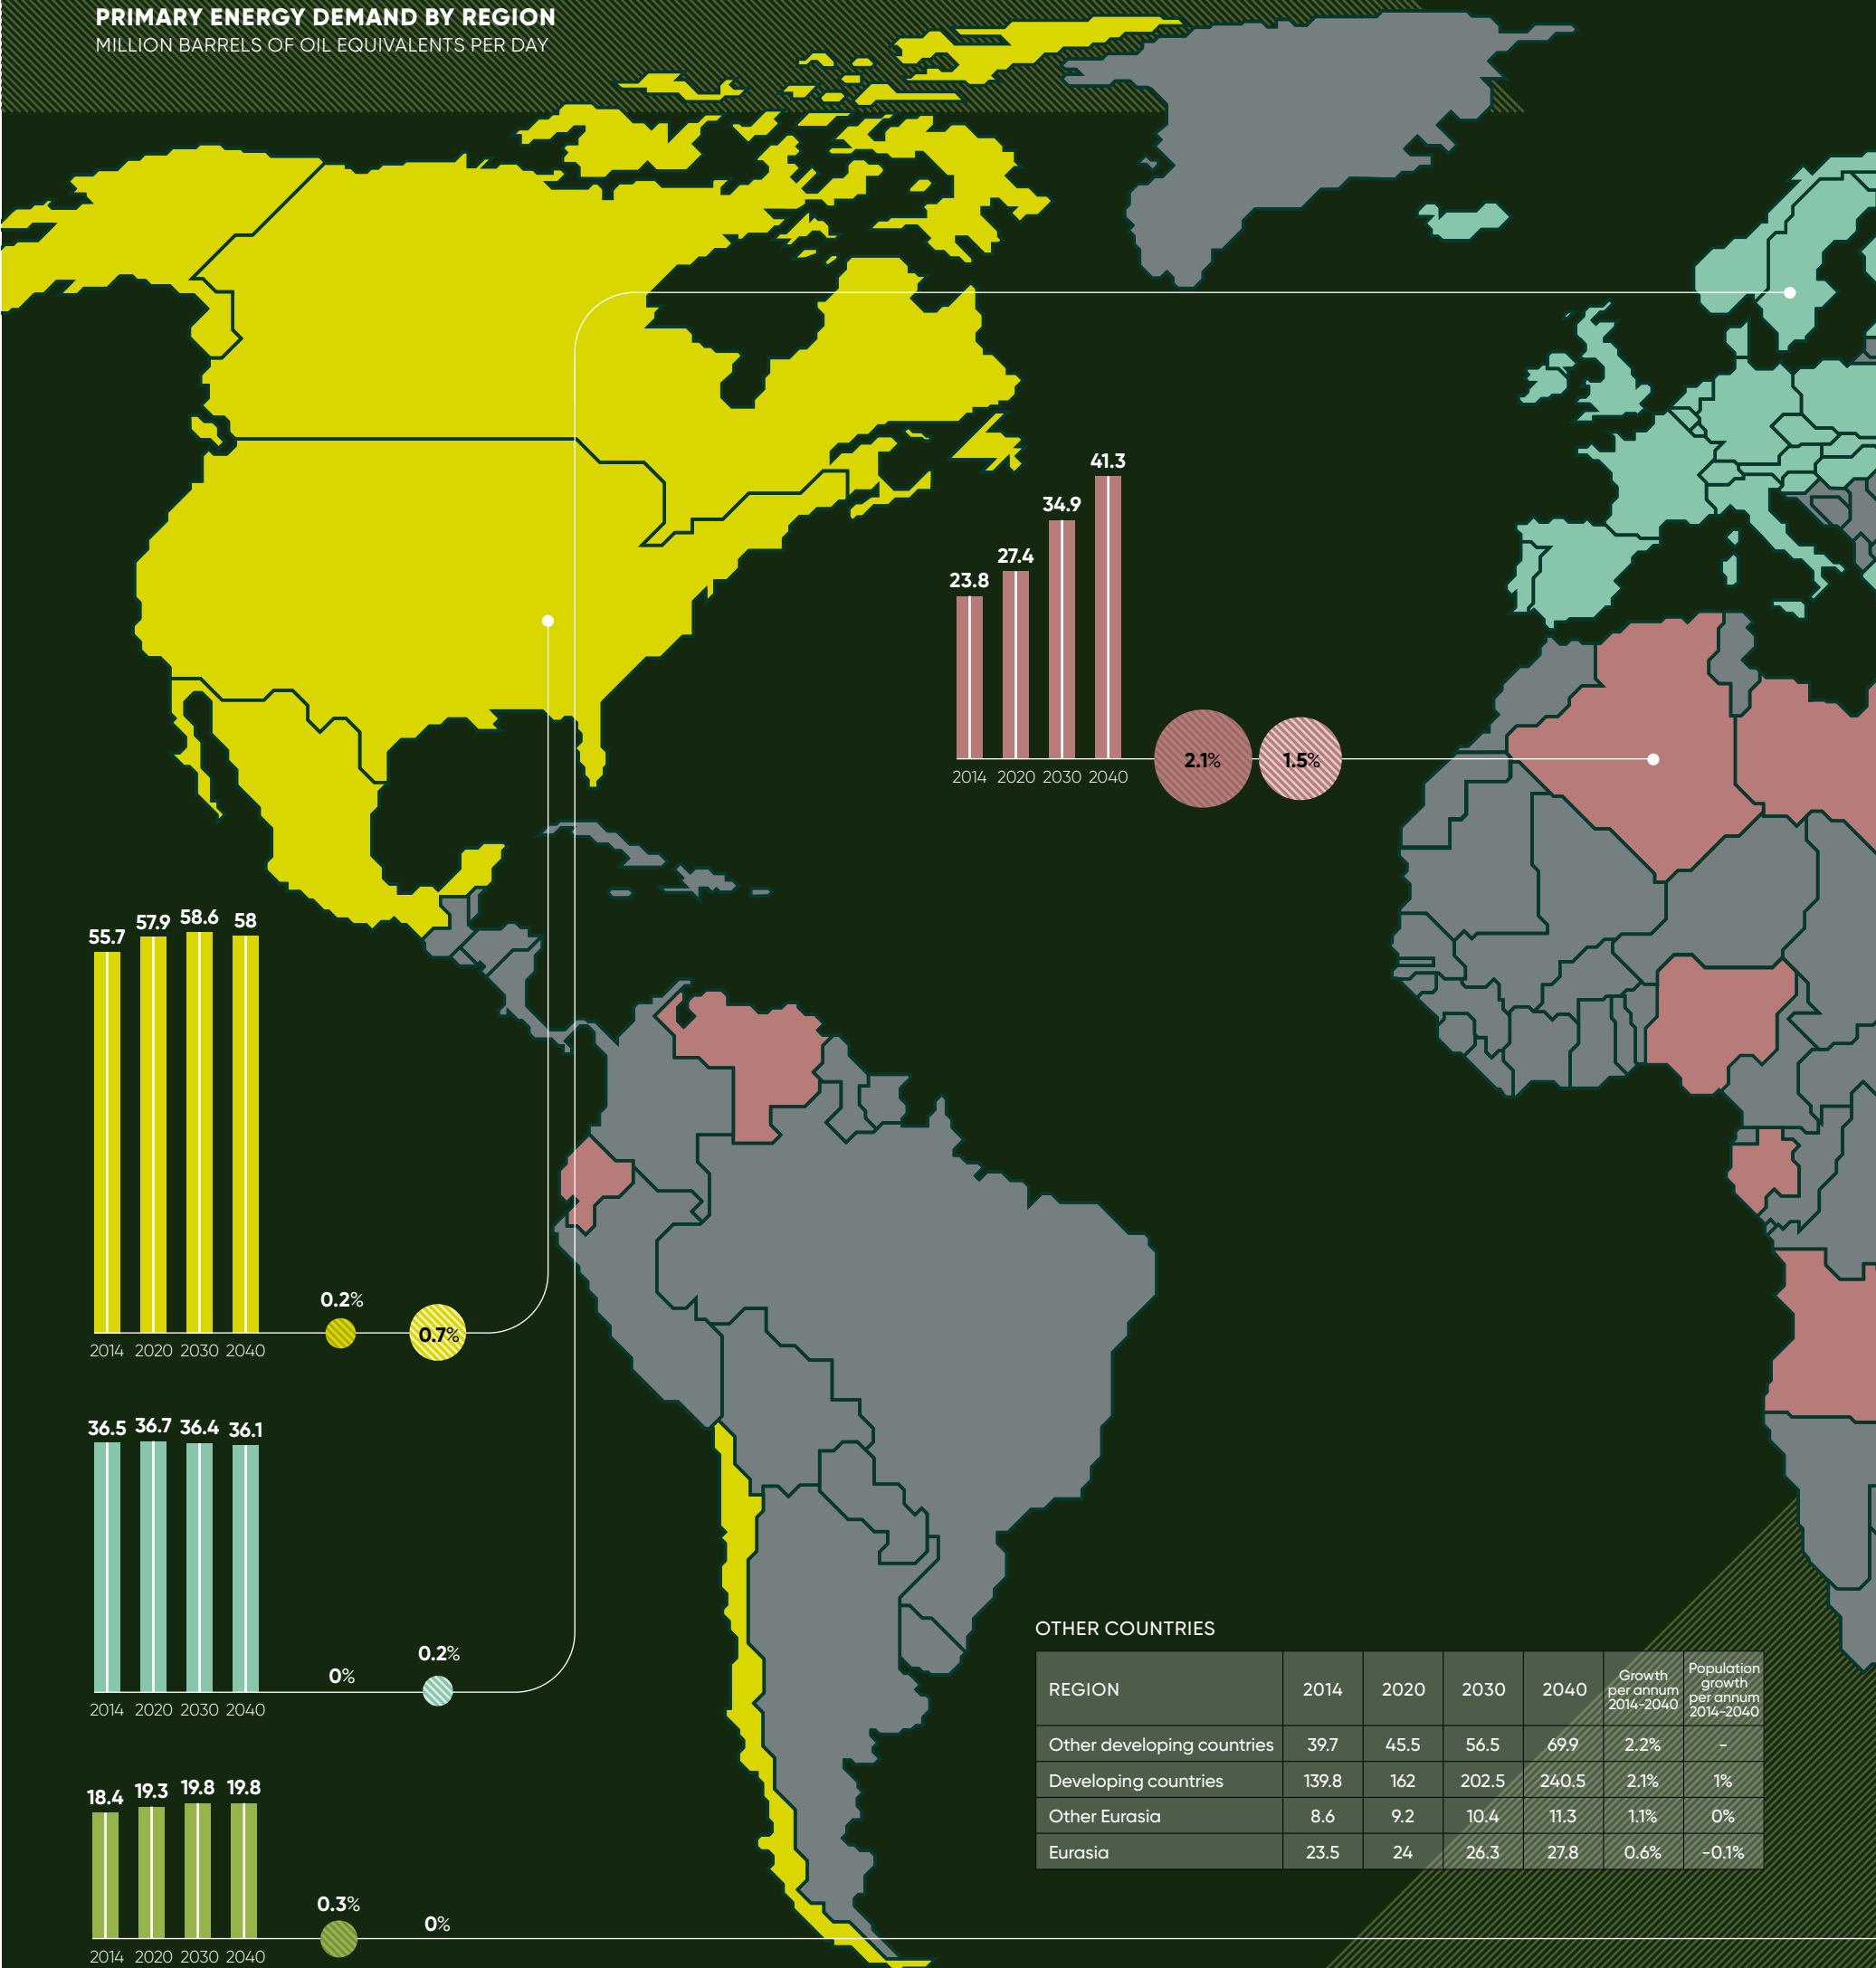 PRIMARY ENERGY DEMAND BY REGION
MILLION BARRELS OF OIL EQUIVALENTS PER DAY
23.8 27.4 34.9 41.3
2014 2020 2030 2040
2.1% 1.5%
55.7 57.9 58.6 58
2014 2020 2030 2040
0.2% 0.7%
36.5 36.7 36.4 36.1
2014 2020 2030 2040
0% 0.2%
18.4 19.3 19.8 19.8
2014 2020 2030 2040
0.3% 0%
OTHER COUNTRIES
REGION 2014 2020 2030 2040 Growth per annum 2014-2040 Population growth per annum 2014-2040
Other developing countries 39.7 45.5 56.5 69.9 2.2% -
Developing countries 139.8 162 202.5 240.5 2.1% 1%
Other Eurasia 8.6 9.2 10.4 11.3 1.1% 0%
Eurasia 23.5 24 26.3 27.8 0.6% -0.1%